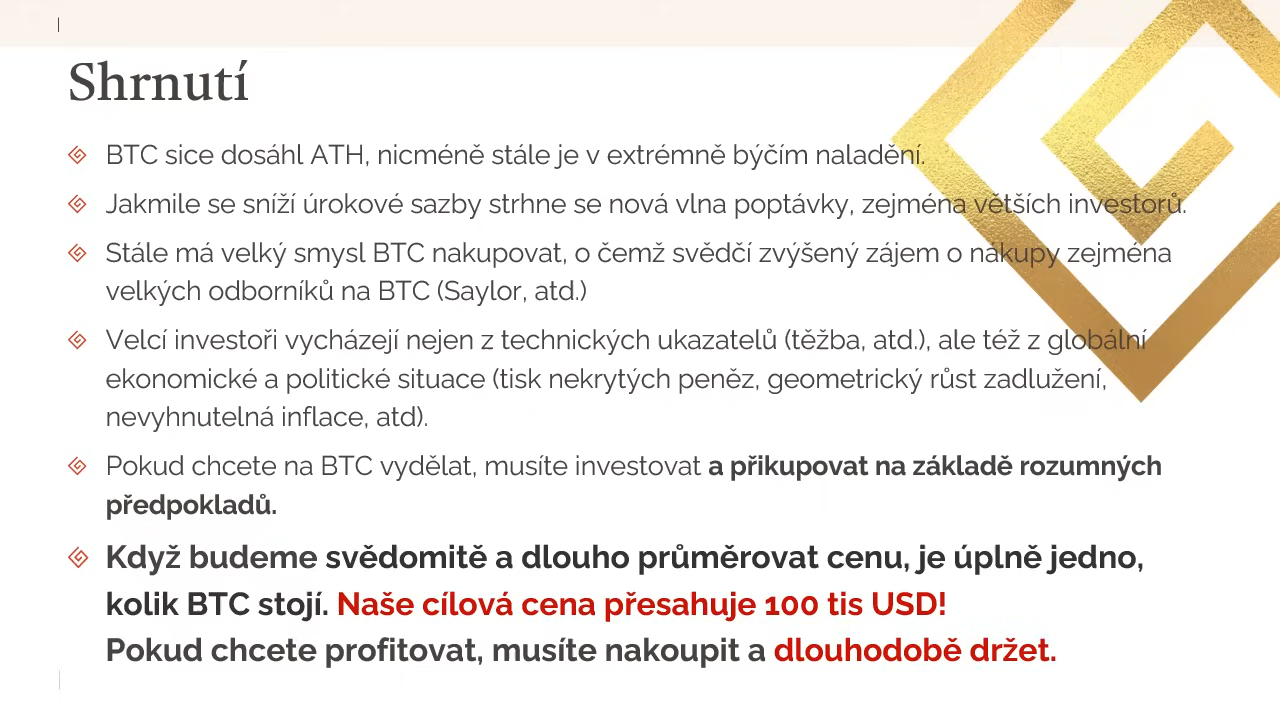 Shrnutí
BTC sice dosáhl ATH, nicméně stále je v extrémně býčím naladění.
Jakmile se sníží úrokové sazby strhne se nová vlna poptávky, zejména větších investorů.
Stále má velký smysl BTC nakupovat, o čemž svědčí zvýšený zájem o nákupy zejména
velkých odborníků na BTC (Saylor, atd.)
Velcí investoři vycházejí nejen z technických ukazatelů (těžba, atd.), ale též z globální
ekonomické a politické situace (tisk nekrytých peněz, geometrický růst zadlužení,
nevyhnutelná inflace, atd).
Pokud chcete na BTC vydělat, musíte investovat a přikupovat na základě rozumných
předpokladů.
Když budeme svědomitě a dlouho průměrovat cenu, je úplně jedno,
kolik BTC stojí. Naše cílová cena přesahuje 100 tis USD!
Pokud chcete profitovat, musíte nakoupit a dlouhodobě držet.